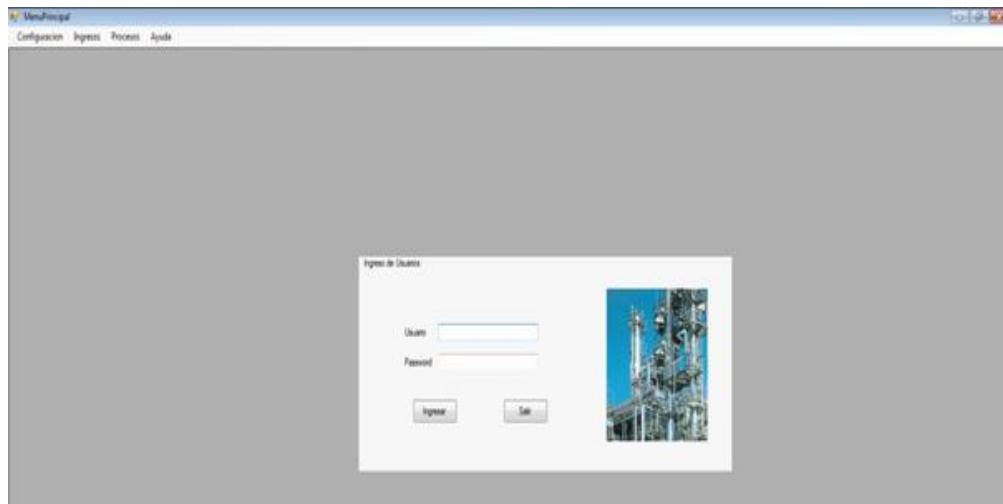 MenuPrincipal
Configuracion Ingresos Procesos Ayuda
Ingreso de Usuarios
Usuario
Password
Ingresar Salir